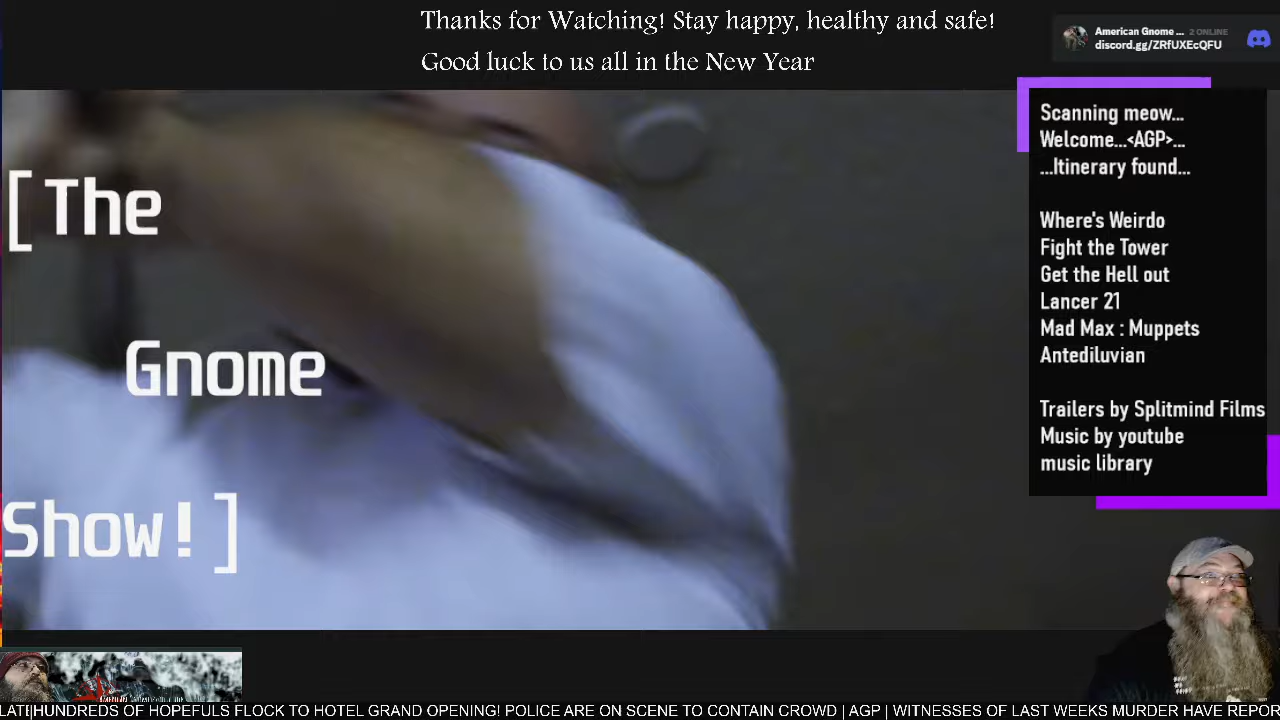 Thanks for Watching! Stay happy, healthy and safe!
Good luck to us all in the New Year
American Gnome ... 2 ONLINE
discord.gg/ZRfUXEcQFU
[The
Gnome
Show!]
Scanning meow...
Welcome...<AGP>...
...Itinerary found...
Where's Weirdo
Fight the Tower
Get the Hell out
Lancer 21
Mad Max : Muppets
Antediluvian
Trailers by Splitmind Films
Music by youtube
music library
LATE|HUNDREDS OF HOPEFULS FLOCK TO HOTEL GRAND OPENING! POLICE ARE ON SCENE TO CONTAIN CROWD | AGP | WITNESSES OF LAST WEEKS MURDER HAVE REPOR